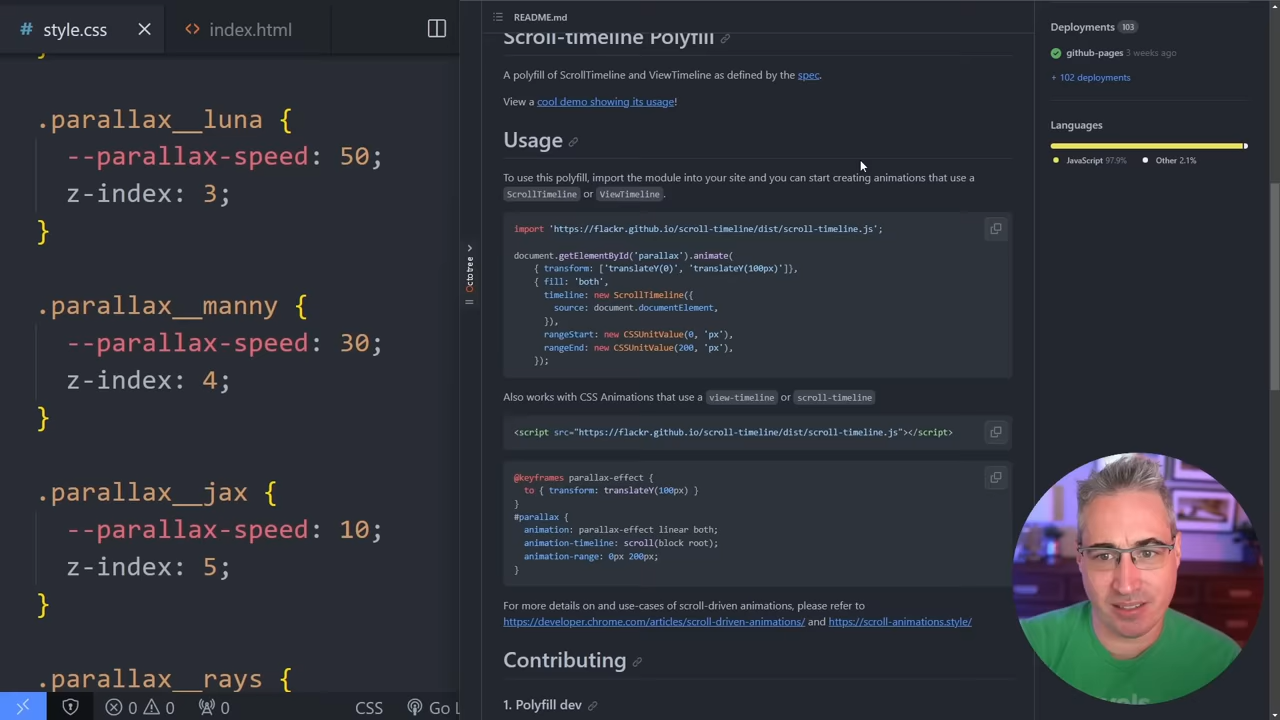 style.css
index.html
}
.parallax__luna {
--parallax-speed: 50;
z-index: 3;
}
.parallax__manny {
--parallax-speed: 30;
z-index: 4;
}
.parallax__jax {
--parallax-speed: 10;
z-index: 5;
}
.parallax__rays {
0 0 0
CSS
Go L
Octotree
README.md
Scroll-timeline Polyfill
A polyfill of ScrollTimeline and ViewTimeline as defined by the spec.
View a cool demo showing its usage!
Usage
To use this polyfill, import the module into your site and you can start creating animations that use a
ScrollTimeline or ViewTimeline.
import 'https://flackr.github.io/scroll-timeline/dist/scroll-timeline.js';
document.getElementById('parallax').animate(
{ transform: ['translateY(0)', 'translateY(100px)']},
{ fill: 'both',
timeline: new ScrollTimeline({
source: document.documentElement,
}),
rangeStart: new CSSUnitValue(0, 'px'),
rangeEnd: new CSSUnitValue(200, 'px'),
});
Also works with CSS Animations that use a view-timeline or scroll-timeline
<script src="https://flackr.github.io/scroll-timeline/dist/scroll-timeline.js"></script>
@keyframes parallax-effect {
to { transform: translateY(100px) }
}
#parallax {
animation: parallax-effect linear both;
animation-timeline: scroll(block root);
animation-range: 0px 200px;
}
For more details on and use-cases of scroll-driven animations, please refer to
https://developer.chrome.com/articles/scroll-driven-animations/ and https://scroll-animations.style/
Contributing
1. Polyfill dev
Deployments 103
github-pages 3 weeks ago
+ 102 deployments
Languages
JavaScript 97.9%
Other 2.1%